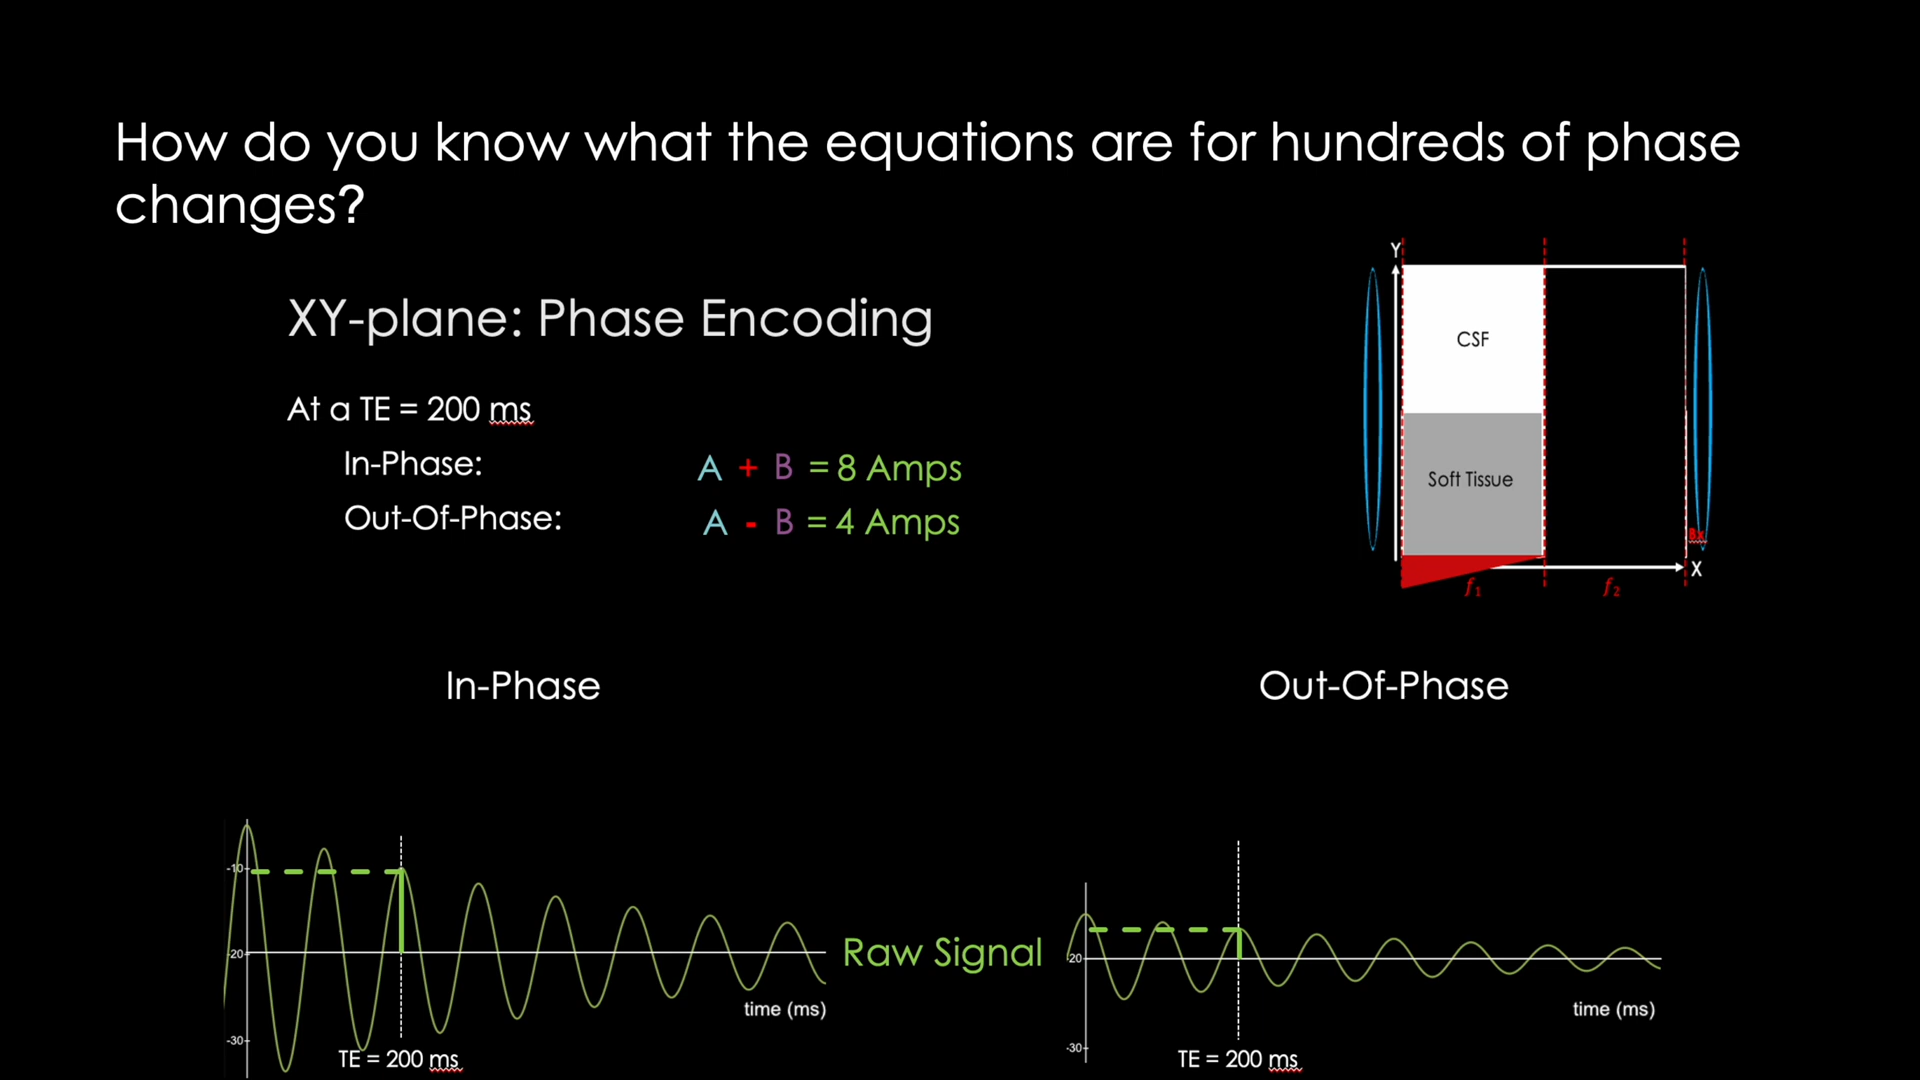 How do you know what the equations are for hundreds of phase
changes?
XY-plane: Phase Encoding
At a TE = 200 ms
In-Phase: A + B = 8 Amps
Out-Of-Phase: A - B = 4 Amps
Y
CSF
Soft Tissue
Bx
X
f1 f2
In-Phase
Out-Of-Phase
-10
-20
-30
time (ms)
TE = 200 ms
Raw Signal
-20
-30
time (ms)
TE = 200 ms